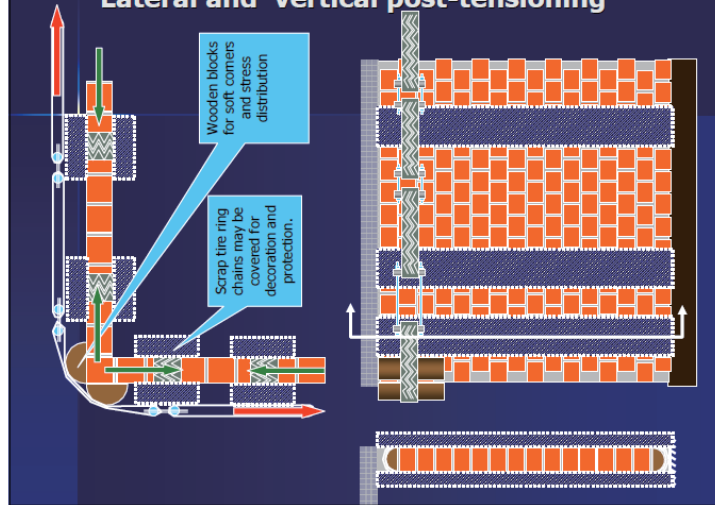 Lateral and Vertical post-tensioning
Wooden blocks
for soft corners
and stress
distribution
Scrap tire ring
chains may be
covered for
decoration and
protection.